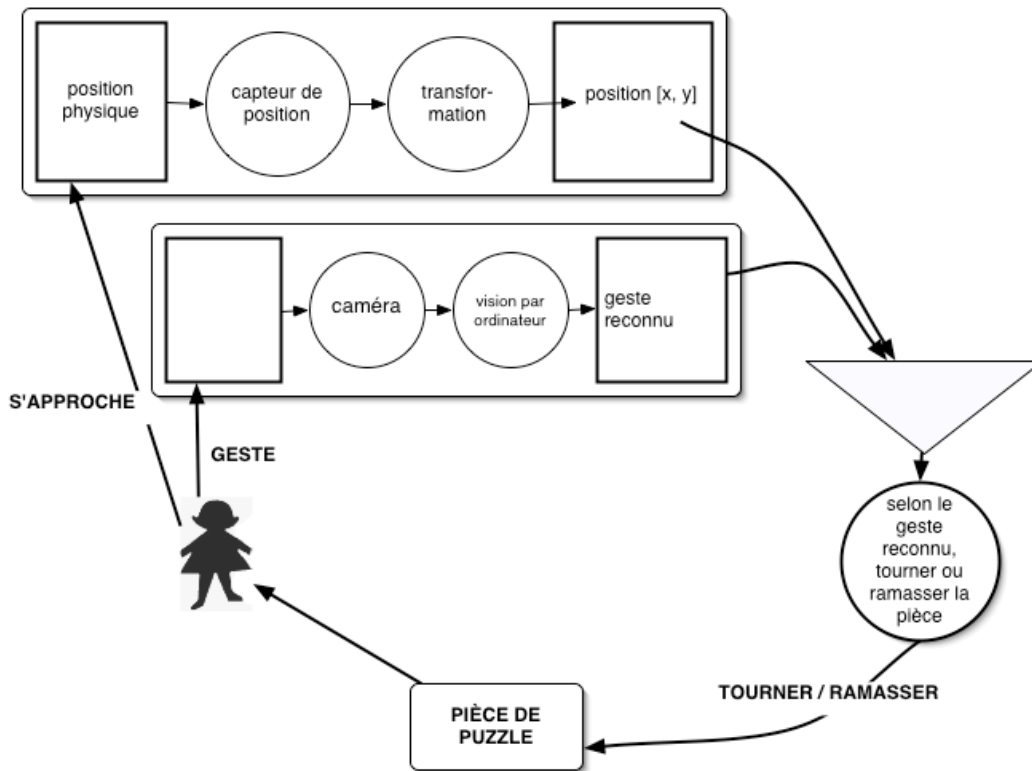 position
physique
capteur de
position
transfor-
mation
position [x, y]
caméra
vision par
ordinateur
geste
reconnu
S'APPROCHE
GESTE
selon le
geste
reconnu,
tourner ou
ramasser la
pièce
TOURNER / RAMASSER
PIÈCE DE
PUZZLE